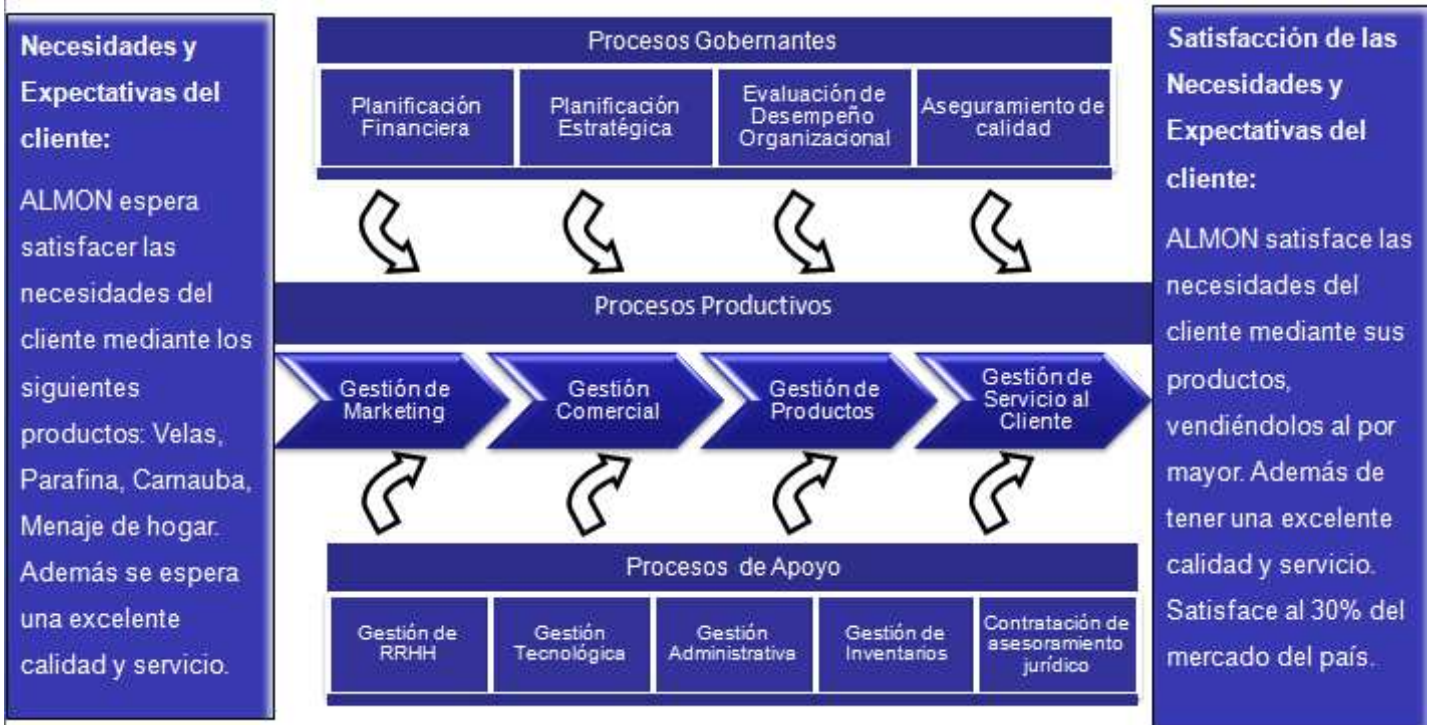 Necesidades y
Expectativas del
cliente:
ALMON espera
satisfacer las
necesidades del
cliente mediante los
siguientes
productos: Velas,
Parafina, Carnauba,
Menaje de hogar.
Además se espera
una excelente
calidad y servicio.
Procesos Gobernantes
Planificación
Financiera
Planificación
Estratégica
Evaluación de
Desempeño
Organizacional
Aseguramiento de
calidad
Procesos Productivos
Gestión de
Marketing
Gestión
Comercial
Gestión de
Productos
Gestión de
Servicio al
Cliente
Procesos de Apoyo
Gestión de
RRHH
Gestión
Tecnológica
Gestión
Administrativa
Gestión de
Inventarios
Contratación de
asesoramiento
jurídico
Satisfacción de las
Necesidades y
Expectativas del
cliente:
ALMON satisface las
necesidades del
cliente mediante sus
productos,
vendiéndolos al por
mayor. Además de
tener una excelente
calidad y servicio.
Satisface al 30% del
mercado del país.